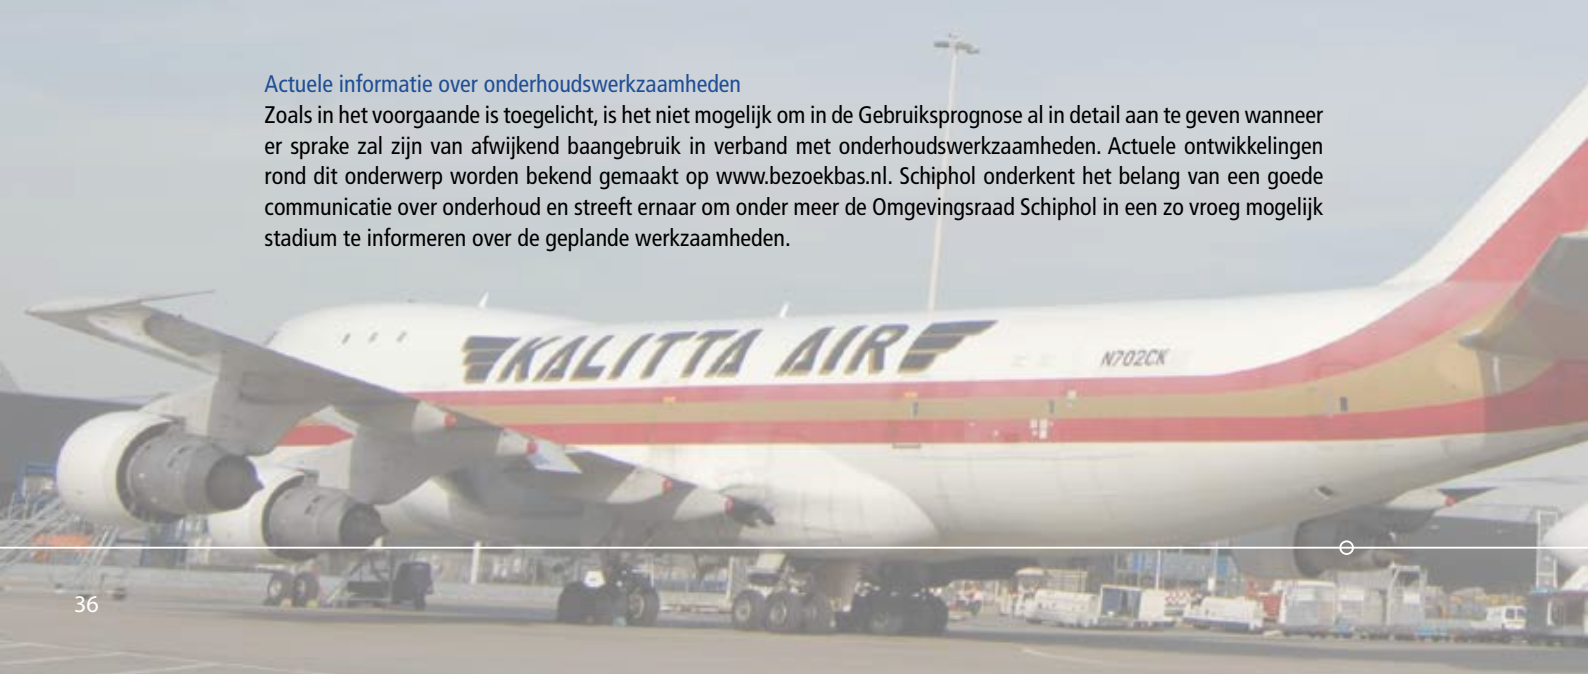 Actuele informatie over onderhoudswerkzaamheden
Zoals in het voorgaande is toegelicht, is het niet mogelijk om in de Gebruiksprognose al in detail aan te geven wanneer
er sprake zal zijn van afwijkend baangebruik in verband met onderhoudswerkzaamheden. Actuele ontwikkelingen
rond dit onderwerp worden bekend gemaakt op www.bezoekbas.nl. Schiphol onderkent het belang van een goede
communicatie over onderhoud en streeft ernaar om onder meer de Omgevingsraad Schiphol in een zo vroeg mogelijk
stadium te informeren over de geplande werkzaamheden.
KALITTA AIR
N702CK
36